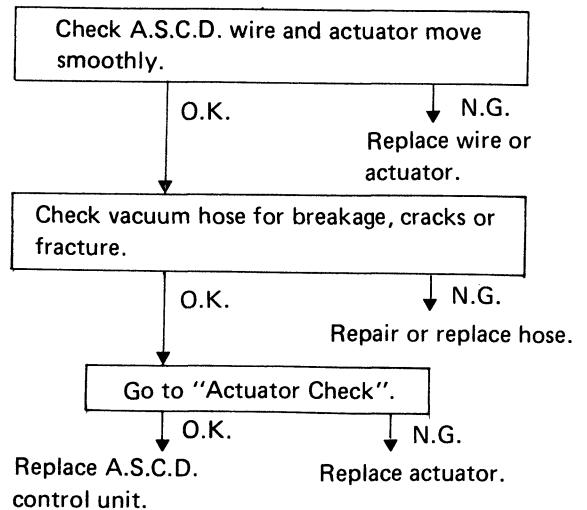 Check A.S.C.D. wire and actuator move
smoothly.
O.K.
N.G.
Replace wire or
actuator.
Check vacuum hose for breakage, cracks or
fracture.
O.K.
N.G.
Repair or replace hose.
Go to "Actuator Check".
O.K.
N.G.
Replace A.S.C.D.
control unit.
Replace actuator.